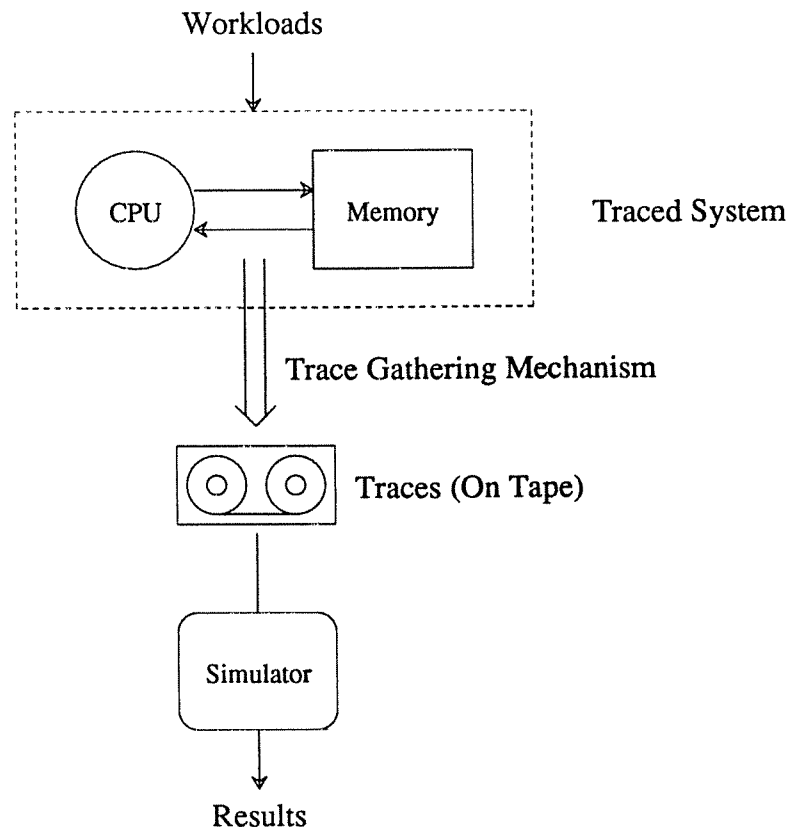 Workloads
CPU
Memory
Traced System
Trace Gathering Mechanism
Traces (On Tape)
Simulator
Results